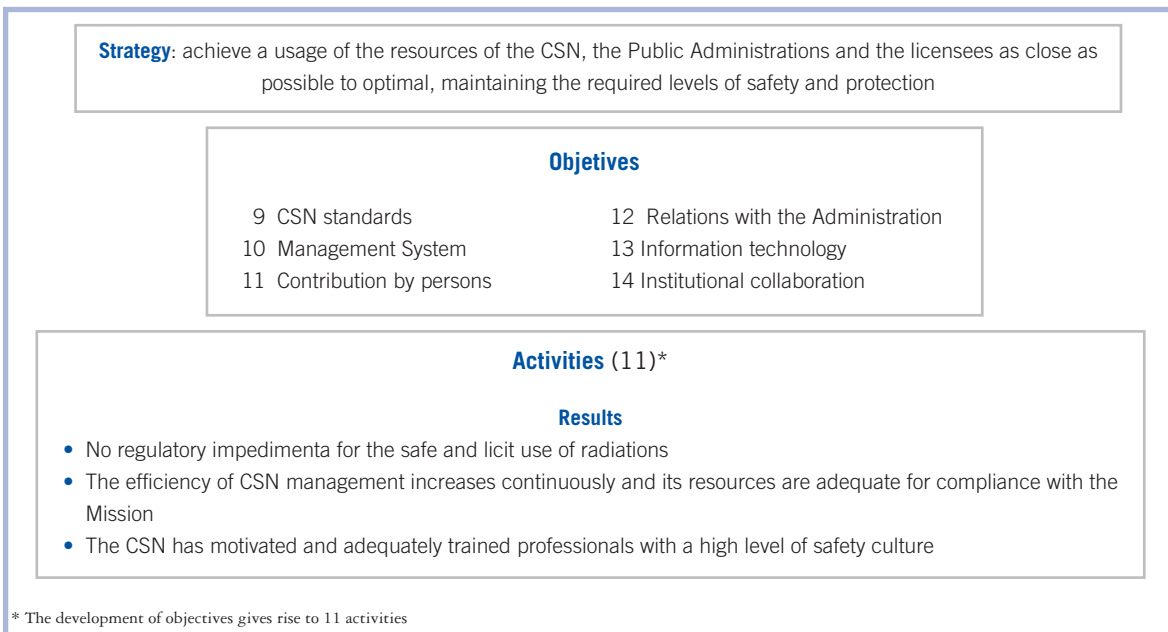 Strategy: achieve a usage of the resources of the CSN, the Public Administrations and the licensees as close as
possible to optimal, maintaining the required levels of safety and protection
Objetives
9 CSN standards
10 Management System
11 Contribution by persons
12 Relations with the Administration
13 Information technology
14 Institutional collaboration
Activities (11)*
Results
• No regulatory impedimenta for the safe and licit use of radiations
• The efficiency of CSN management increases continuously and its resources are adequate for compliance with the
Mission
• The CSN has motivated and adequately trained professionals with a high level of safety culture
* The development of objectives gives rise to 11 activities